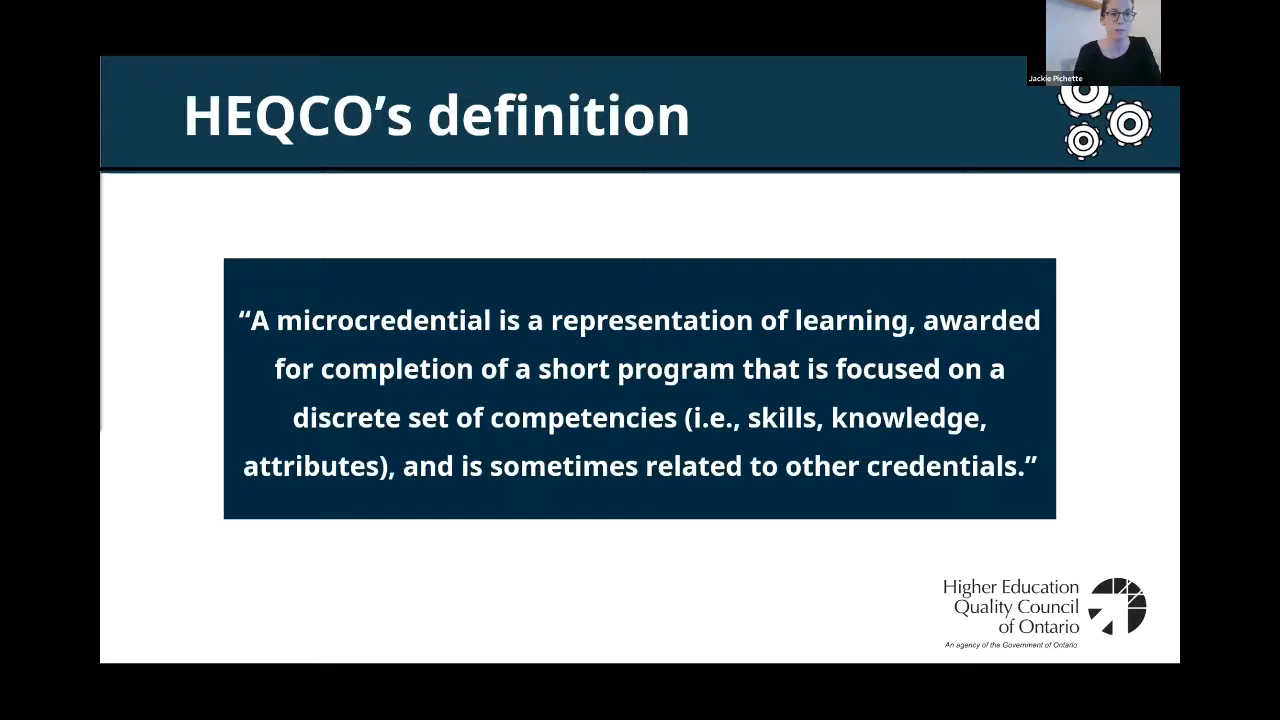 Jackie Pichette
HEQCO’s definition
“A microcredential is a representation of learning, awarded
for completion of a short program that is focused on a
discrete set of competencies (i.e., skills, knowledge,
attributes), and is sometimes related to other credentials.”
Higher Education
Quality Council
of Ontario
An agency of the Government of Ontario